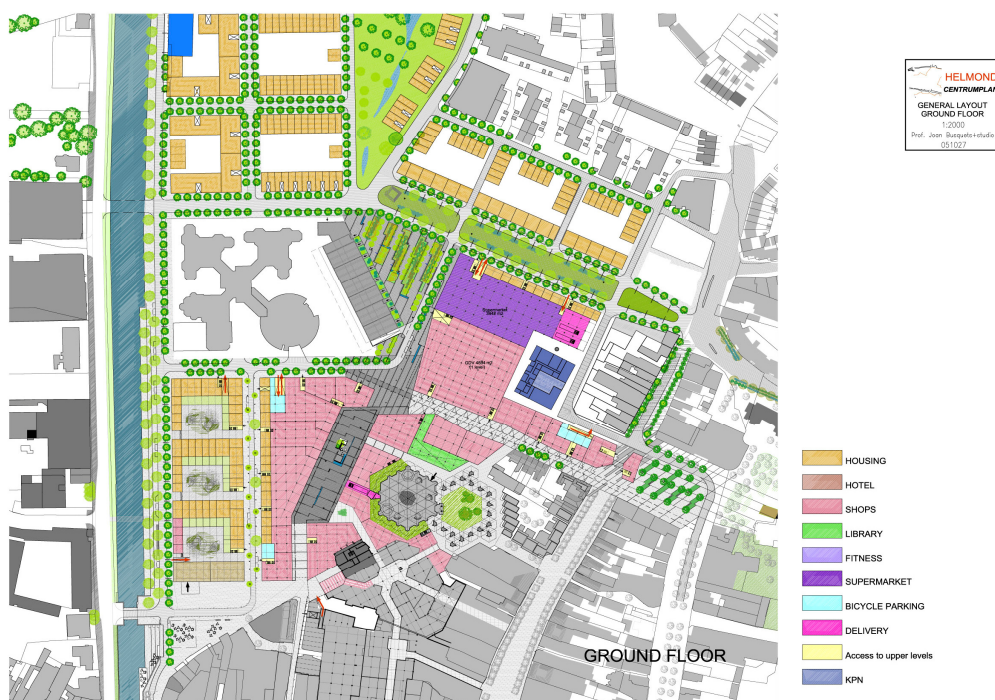 HELMOND
CENTRUMPLAN
GENERAL LAYOUT
GROUND FLOOR
1:2000
Prof. Joan Busquets+studio
051027
Supermarket
HOUSING
HOTEL
SHOPS
LIBRARY
FITNESS
SUPERMARKET
BICYCLE PARKING
DELIVERY
Access to upper levels
KPN
GROUND FLOOR